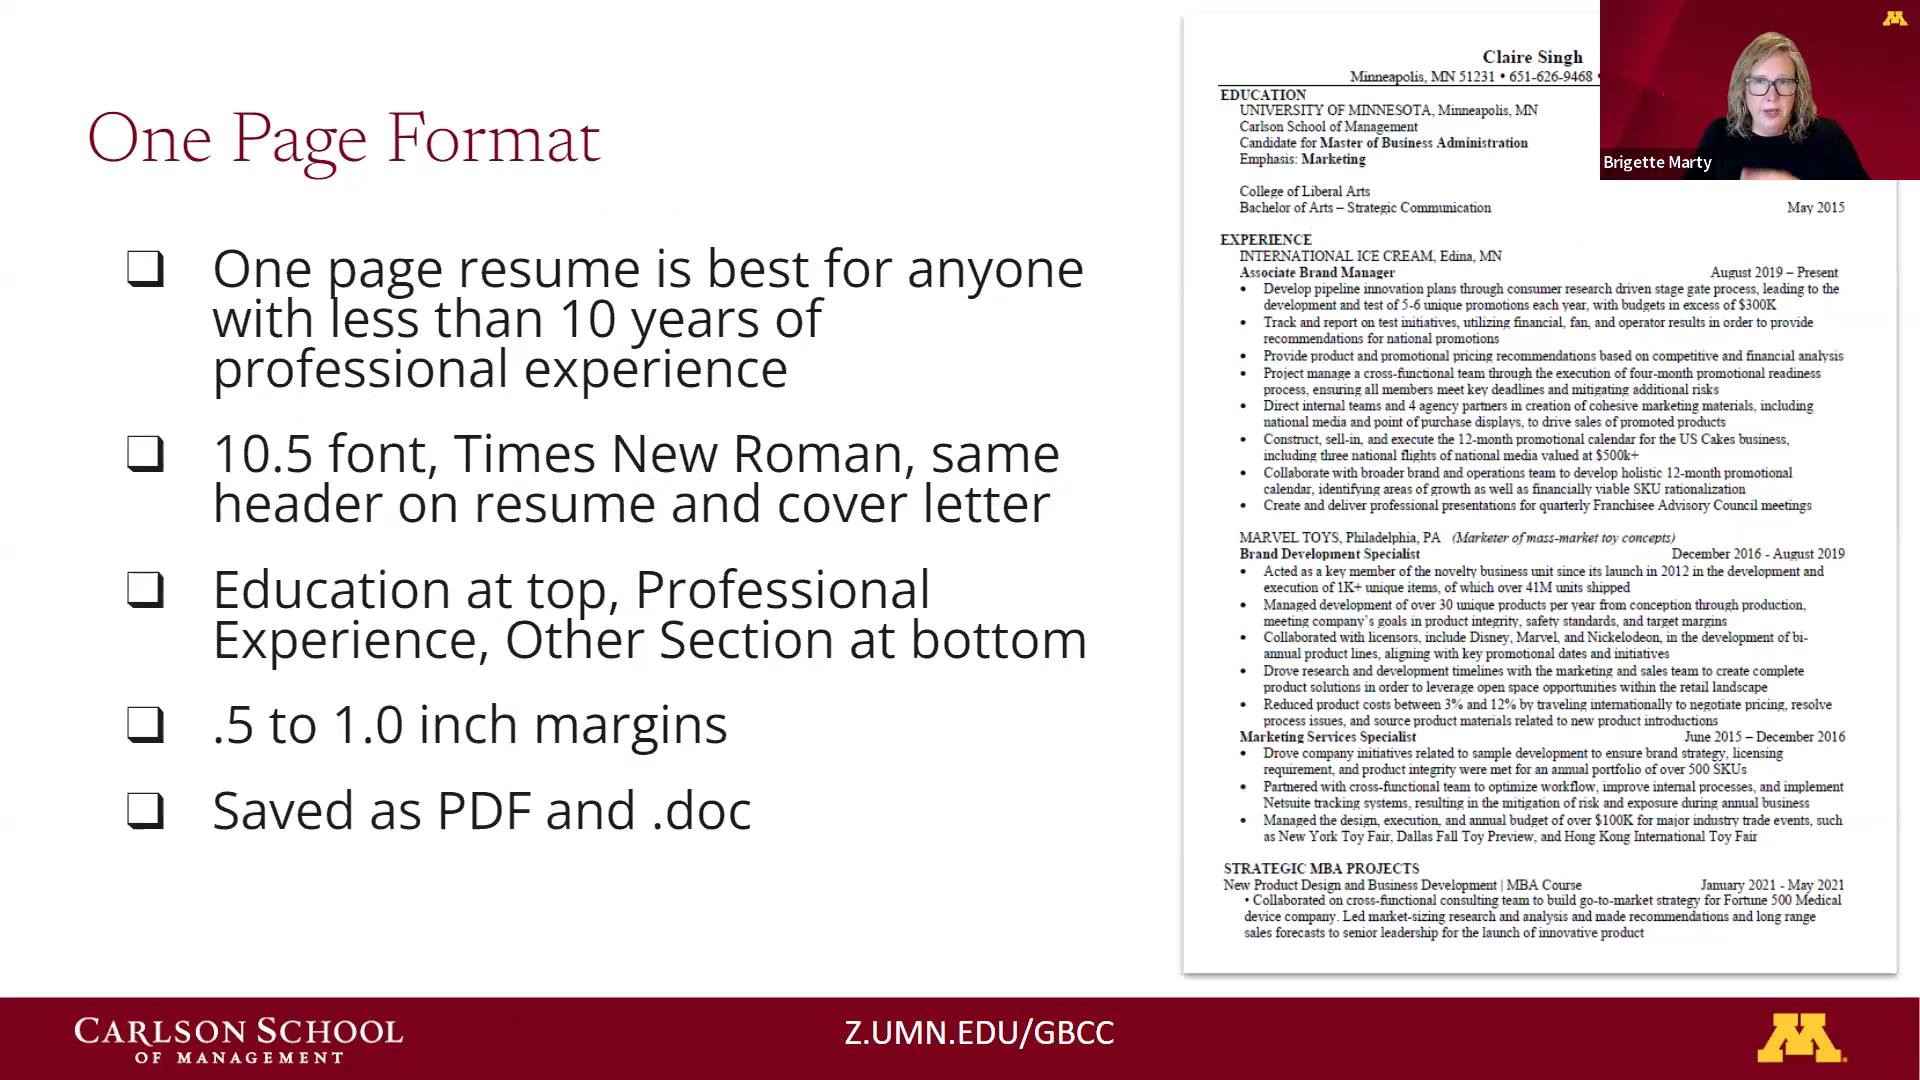 One Page Format
❑ One page resume is best for anyone
with less than 10 years of
professional experience
❑ 10.5 font, Times New Roman, same
header on resume and cover letter
❑ Education at top, Professional
Experience, Other Section at bottom
❑ .5 to 1.0 inch margins
❑ Saved as PDF and .doc
Claire Singh
Minneapolis, MN 51231 • 651-626-9468 •
EDUCATION
UNIVERSITY OF MINNESOTA, Minneapolis, MN
Carlson School of Management
Candidate for Master of Business Administration
Emphasis: Marketing
College of Liberal Arts
Bachelor of Arts – Strategic Communication May 2015
EXPERIENCE
INTERNATIONAL ICE CREAM, Edina, MN
Associate Brand Manager August 2019 – Present
• Develop pipeline innovation plans through consumer research driven stage gate process, leading to the
development and test of 5-6 unique promotions each year, with budgets in excess of $300K
• Track and report on test initiatives, utilizing financial, fan, and operator results in order to provide
recommendations for national promotions
• Provide product and promotional pricing recommendations based on competitive and financial analysis
• Project manage a cross-functional team through the execution of four-month promotional readiness
process, ensuring all members meet key deadlines and mitigating additional risks
• Direct internal teams and 4 agency partners in creation of cohesive marketing materials, including
national media and point of purchase displays, to drive sales of promoted products
• Construct, sell-in, and execute the 12-month promotional calendar for the US Cakes business,
including three national flights of national media valued at $500k+
• Collaborate with broader brand and operations team to develop holistic 12-month promotional
calendar, identifying areas of growth as well as financially viable SKU rationalization
• Create and deliver professional presentations for quarterly Franchisee Advisory Council meetings
MARVEL TOYS, Philadelphia, PA (Marketer of mass-market toy concepts)
Brand Development Specialist December 2016 - August 2019
• Acted as a key member of the novelty business unit since its launch in 2012 in the development and
execution of 1K+ unique items, of which over 41M units shipped
• Managed development of over 30 unique products per year from conception through production,
meeting company's goals in product integrity, safety standards, and target margins
• Collaborated with licensors, include Disney, Marvel, and Nickelodeon, in the development of bi-
annual product lines, aligning with key promotional dates and initiatives
• Drove research and development timelines with the marketing and sales team to create complete
product solutions in order to leverage open space opportunities within the retail landscape
• Reduced product costs between 3% and 12% by traveling internationally to negotiate pricing, resolve
process issues, and source product materials related to new product introductions
Marketing Services Specialist June 2015 – December 2016
• Drove company initiatives related to sample development to ensure brand strategy, licensing
requirement, and product integrity were met for an annual portfolio of over 500 SKUs
• Partnered with cross-functional team to optimize workflow, improve internal processes, and implement
Netsuite tracking systems, resulting in the mitigation of risk and exposure during annual business
• Managed the design, execution, and annual budget of over $100K for major industry trade events, such
as New York Toy Fair, Dallas Fall Toy Preview, and Hong Kong International Toy Fair
STRATEGIC MBA PROJECTS
New Product Design and Business Development | MBA Course January 2021 - May 2021
• Collaborated on cross-functional consulting team to build go-to-market strategy for Fortune 500 Medical
device company. Led market-sizing research and analysis and made recommendations and long range
sales forecasts to senior leadership for the launch of innovative product
M
Brigette Marty
CARLSON SCHOOL
OF MANAGEMENT
Z.UMN.EDU/GBCC
M